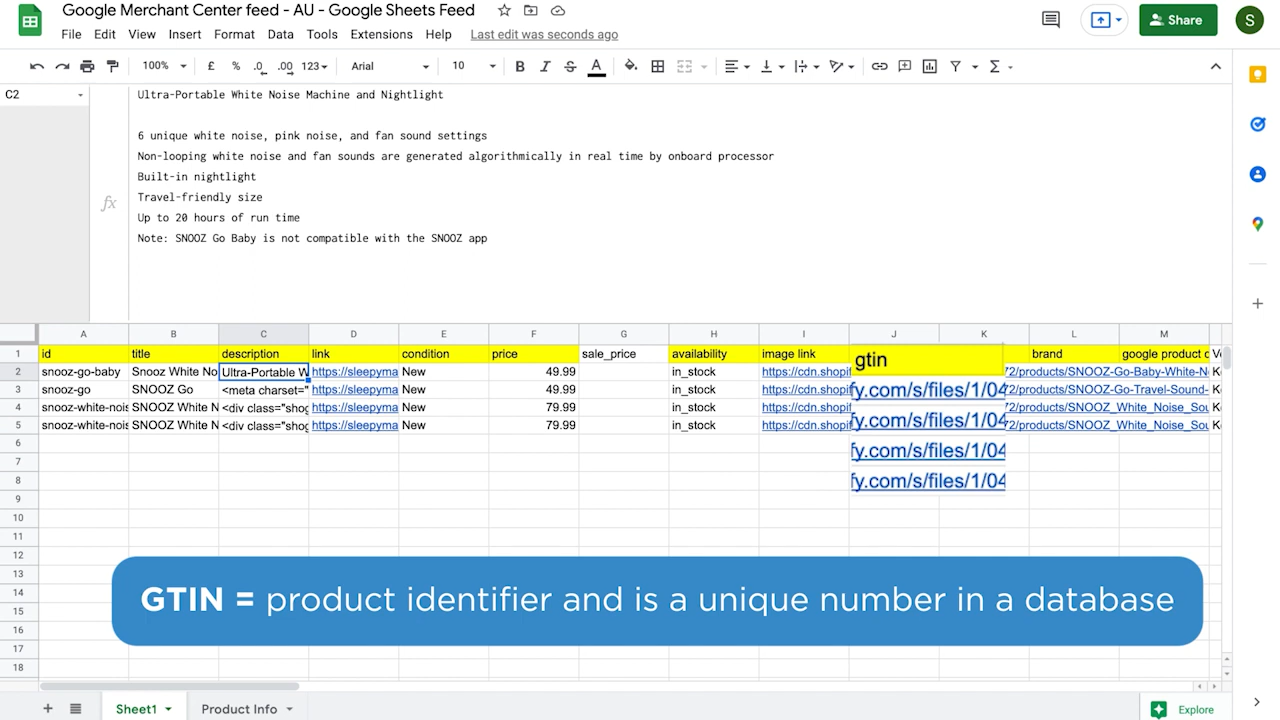 Google Merchant Center feed - AU - Google Sheets Feed
File Edit View Insert Format Data Tools Extensions Help Last edit was seconds ago
Share
S
100% £ % .0 .00 123 Arial 10 B I S A
C2
fx
Ultra-Portable White Noise Machine and Nightlight
6 unique white noise, pink noise, and fan sound settings
Non-looping white noise and fan sounds are generated algorithmically in real time by onboard processor
Built-in nightlight
Travel-friendly size
Up to 20 hours of run time
Note: SNOOZ Go Baby is not compatible with the SNOOZ app
A B C D E F G H I J K L M
1 id title description link condition price sale_price availability image link gtin brand google product c
2 snooz-go-baby Snooz White No Ultra-Portable W https://sleepyma New 49.99 in_stock https://cdn.shopif fy.com/s/files/1/04 72/products/SNOOZ-Go-Baby-White-N
3 snooz-go SNOOZ Go <meta charset=" https://sleepyma New 49.99 in_stock https://cdn.shopif fy.com/s/files/1/04 72/products/SNOOZ-Go-Travel-Sound-
4 snooz-white-nois SNOOZ White N <div class="shog https://sleepyma New 79.99 in_stock https://cdn.shopif fy.com/s/files/1/04 72/products/SNOOZ_White_Noise_Sou
5 snooz-white-nois SNOOZ White N <div class="shog https://sleepyma New 79.99 in_stock https://cdn.shopif fy.com/s/files/1/04 72/products/SNOOZ_White_Noise_Sou
6
7
8
9
10
11
12
13
14
15
16
17
18
GTIN = product identifier and is a unique number in a database
Sheet1 Product Info Explore